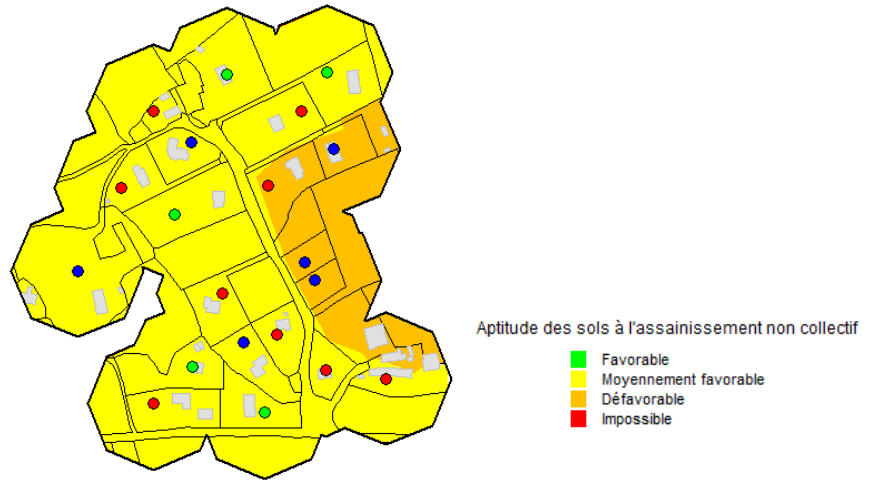 Aptitude des sols à l'assainissement non collectif
Favorable
Moyennement favorable
Défavorable
Impossible